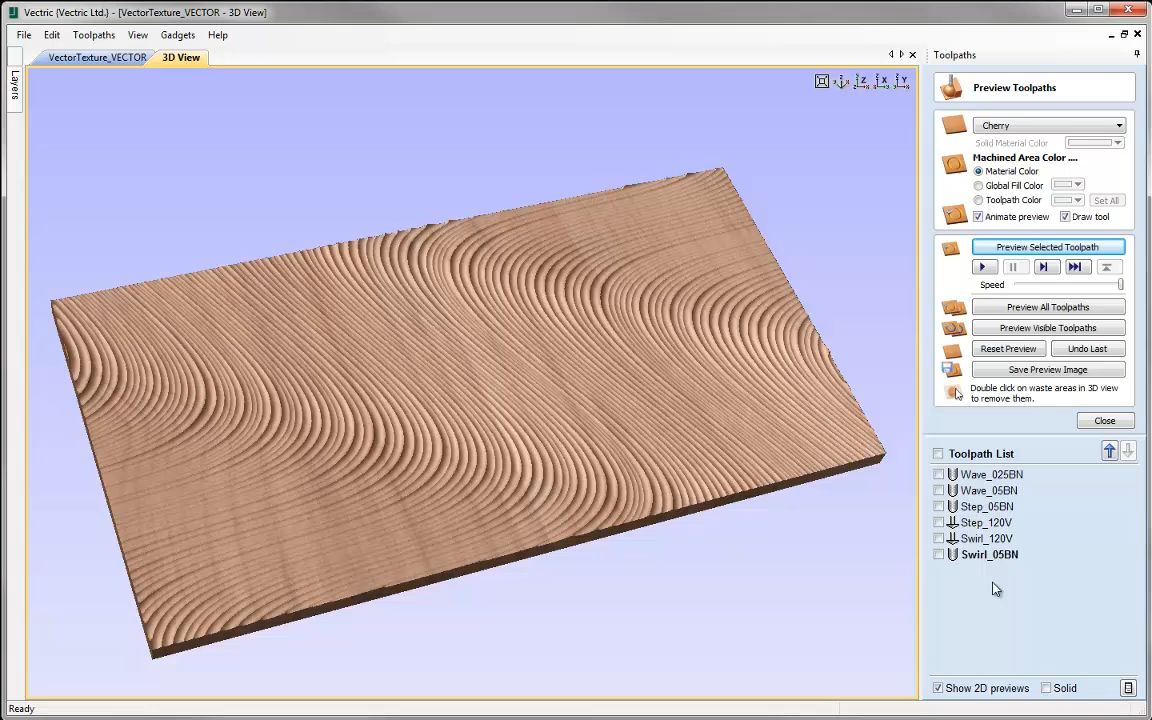 Vectric {Vectric Ltd.} - [VectorTexture_VECTOR - 3D View]
File Edit Toolpaths View Gadgets Help
VectorTexture_VECTOR 3D View
Layers
Toolpaths
Preview Toolpaths
Cherry
Solid Material Color
Machined Area Color ....
Material Color
Global Fill Color
Toolpath Color Set All
Animate preview Draw tool
Preview Selected Toolpath
Speed
Preview All Toolpaths
Preview Visible Toolpaths
Reset Preview Undo Last
Save Preview Image
Double click on waste areas in 3D view
to remove them.
Close
Toolpath List
Wave_025BN
Wave_05BN
Step_05BN
Step_120V
Swirl_120V
Swirl_05BN
Show 2D previews Solid
Ready